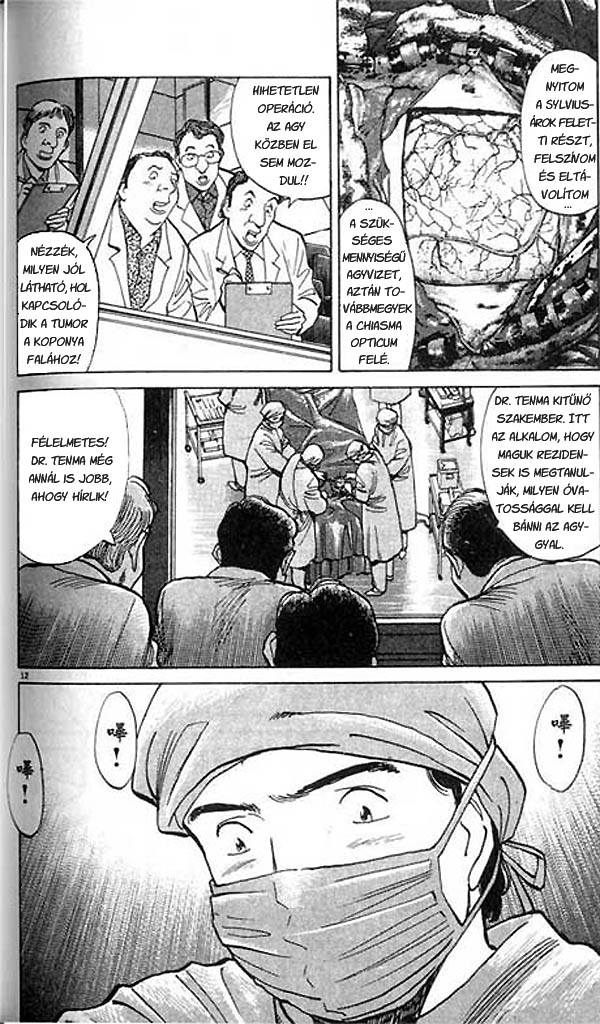 MEG-
NYITOM
A SYLVIUS-
ÁROK FELET-
TI RÉSZT,
FELSZÍNOM
ÉS ELTÁ-
VOLÍTOM
...
...
A SZÜK-
SÉGES
MENNYISÉGŰ
AGYVIZET,
AZTÁN TO-
VÁBBMEGYEK
A CHIASMA
OPTICUM
FELÉ.
HIHETETLEN
OPERÁCIÓ.
AZ AGY
KÖZBEN EL
SEM MOZ-
DUL!!
NÉZZÉK,
MILYEN JÓL
LÁTHATÓ, HOL
KAPCSOLÓ-
DIK A TUMOR
A KOPONYA
FALÁHOZ!
DR. TENMA KITŰNŐ
SZAKEMBER. ITT
AZ ALKALOM, HOGY
MAGUK REZIDEN-
SEK IS MEGTANUL-
JÁK, MILYEN ÓVA-
TOSSÁGGAL KELL
BÁNNI AZ AGY-
GYAL.
FÉLELMETES!
DR. TENMA MÉG
ANNÁL IS JOBB,
AHOGY HÍRLIK!
12
嗶!
嗶!
嗶!